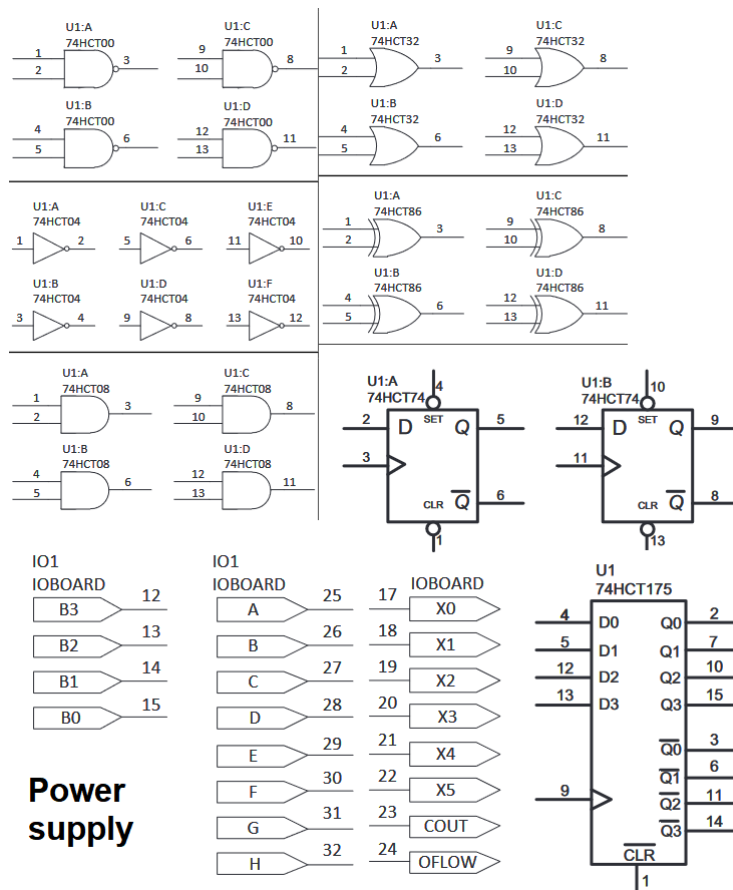 U1:A
74HCT00
1
2
3
U1:C
74HCT00
9
10
8
U1:B
74HCT00
4
5
6
U1:D
74HCT00
12
13
11
U1:A
74HCT32
1
2
3
U1:C
74HCT32
9
10
8
U1:B
74HCT32
4
5
6
U1:D
74HCT32
12
13
11
U1:A
74HCT04
1
2
U1:C
74HCT04
5
6
U1:E
74HCT04
11
10
U1:B
74HCT04
3
4
U1:D
74HCT04
9
8
U1:F
74HCT04
13
12
U1:A
74HCT86
1
2
3
U1:C
74HCT86
9
10
8
U1:B
74HCT86
4
5
6
U1:D
74HCT86
12
13
11
U1:A
74HCT08
1
2
3
U1:C
74HCT08
9
10
8
U1:B
74HCT08
4
5
6
U1:D
74HCT08
12
13
11
U1:A
74HCT74
4
2
D
SET
Q
5
3
CLR
Q̅
6
1
U1:B
74HCT74
10
12
D
SET
Q
9
11
CLR
Q̅
8
13
IO1
IOBOARD
B3 12
B2 13
B1 14
B0 15
IO1
IOBOARD
A 25
B 26
C 27
D 28
E 29
F 30
G 31
H 32
IOBOARD
17 X0
18 X1
19 X2
20 X3
21 X4
22 X5
23 COUT
24 OFLOW
U1
74HCT175
4 D0 Q0 2
5 D1 Q1 7
12 D2 Q2 10
13 D3 Q3 15
Q̅0̅ 3
Q̅1̅ 6
9
Q̅2̅ 11
Q̅3̅ 14
C̅L̅R̅
1
Power
supply